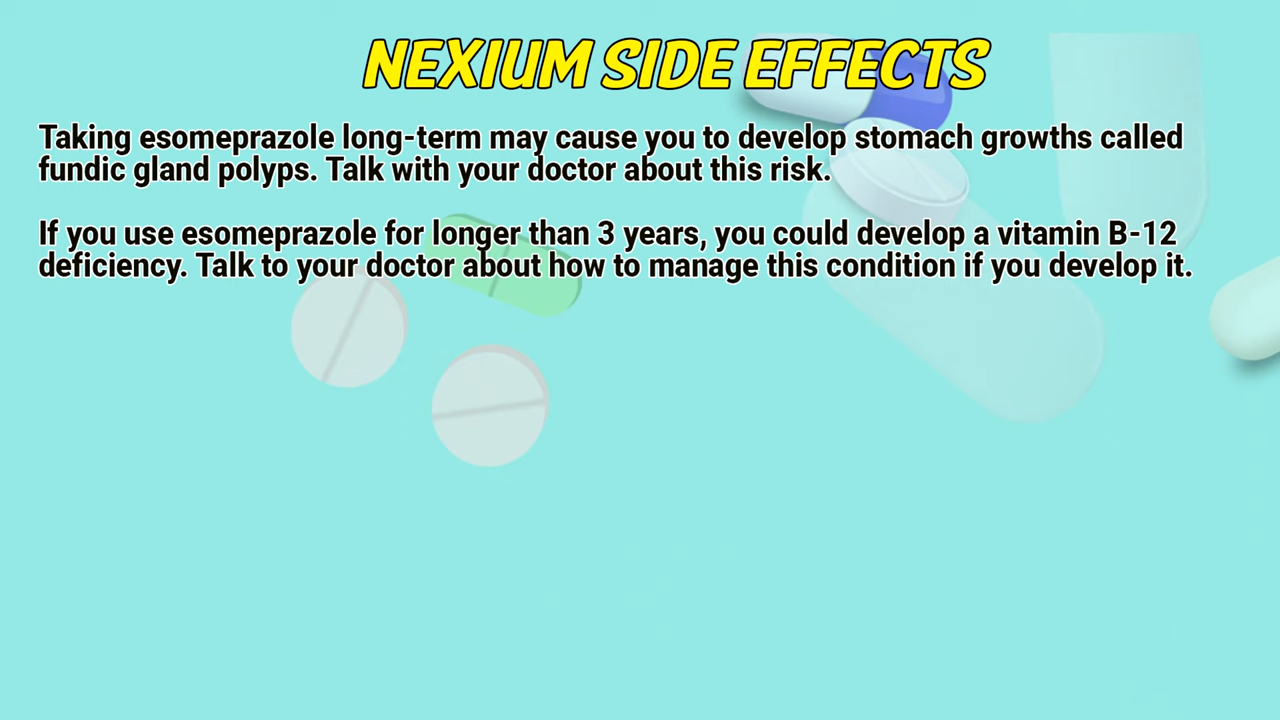 NEXIUM SIDE EFFECTS
Taking esomeprazole long-term may cause you to develop stomach growths called
fundic gland polyps. Talk with your doctor about this risk.
If you use esomeprazole for longer than 3 years, you could develop a vitamin B-12
deficiency. Talk to your doctor about how to manage this condition if you develop it.